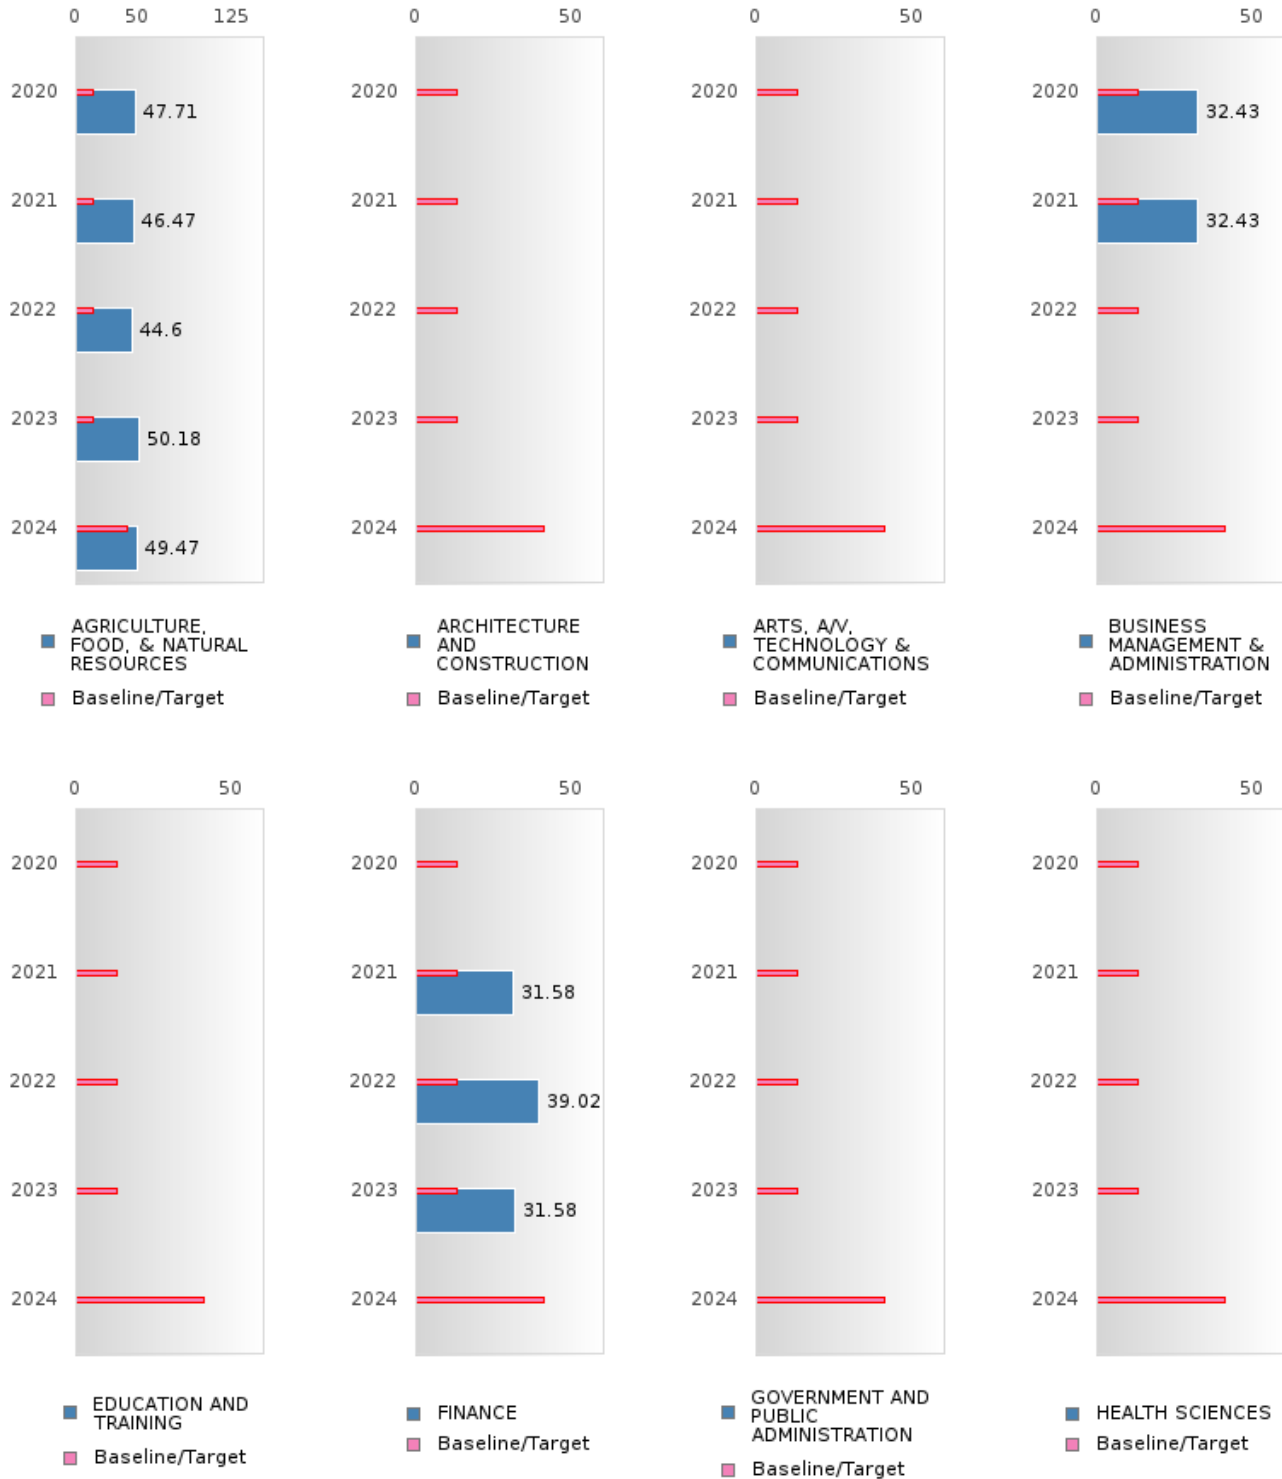 0 50 125
0 50
0 50
0 50
2020 47.71
2021 46.47
2022 44.6
2023 50.18
2024 49.47
2020
2021
2022
2023
2024
2020
2021
2022
2023
2024
2020 32.43
2021 32.43
2022
2023
2024
AGRICULTURE,
FOOD, & NATURAL
RESOURCES
Baseline/Target
ARCHITECTURE
AND
CONSTRUCTION
Baseline/Target
ARTS, A/V,
TECHNOLOGY &
COMMUNICATIONS
Baseline/Target
BUSINESS
MANAGEMENT &
ADMINISTRATION
Baseline/Target
0 50
0 50
0 50
0 50
2020
2021
2022
2023
2024
2020
2021 31.58
2022 39.02
2023 31.58
2024
2020
2021
2022
2023
2024
2020
2021
2022
2023
2024
EDUCATION AND
TRAINING
Baseline/Target
FINANCE
Baseline/Target
GOVERNMENT AND
PUBLIC
ADMINISTRATION
Baseline/Target
HEALTH SCIENCES
Baseline/Target